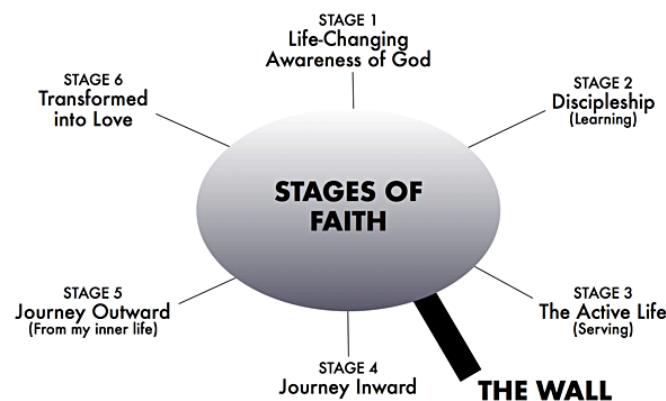 STAGE 1
Life-Changing
Awareness of God
STAGE 2
Discipleship
(Learning)
STAGE 3
The Active Life
(Serving)
THE WALL
STAGE 4
Journey Inward
STAGE 5
Journey Outward
(From my inner life)
STAGE 6
Transformed
into Love
STAGES OF
FAITH